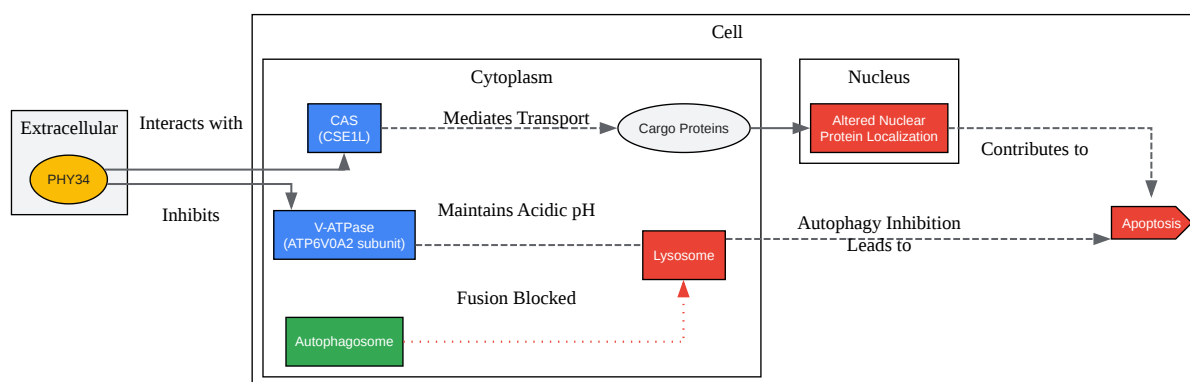 Cell
Cytoplasm
Nucleus
Extracellular
Interacts with
CAS
(CSE1L)
Mediates Transport
Cargo Proteins
Altered Nuclear
Protein Localization
Contributes to
PHY34
Inhibits
V-ATPase
(ATP6V0A2 subunit)
Maintains Acidic pH
Lysosome
Autophagy Inhibition
Leads to
Apoptosis
Fusion Blocked
Autophagosome